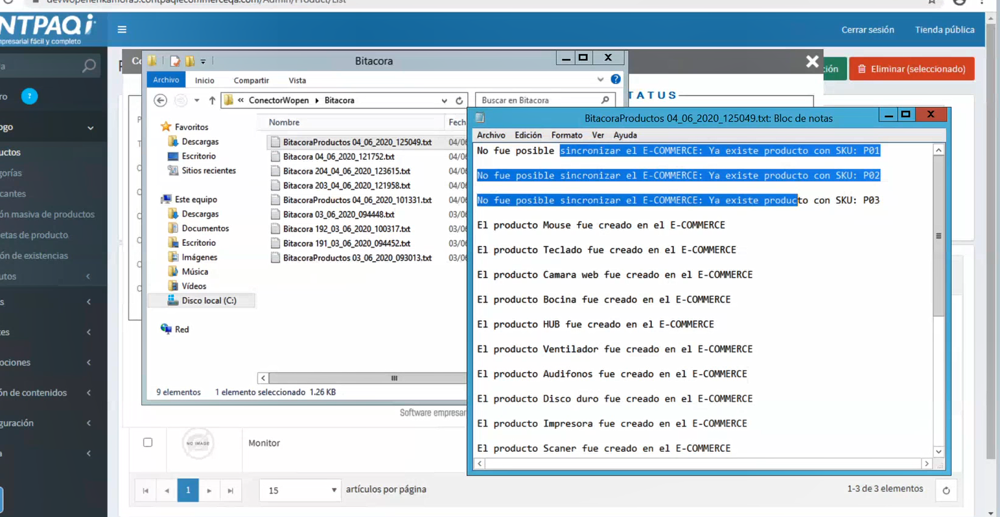 Cerrar sesión
Tienda pública
Bitacora
Archivo
Inicio
Compartir
Vista
Eliminar (seleccionado)
TATUS
« ConectorWopen › Bitacora
Buscar en Bitacora
Favoritos
Descargas
Escritorio
Sitios recientes
Este equipo
Descargas
Documentos
Escritorio
Imágenes
Música
Vídeos
Disco local (C:)
Red
Nombre
Fech
BitacoraProductos 04_06_2020_125049.txt 04/0
Bitacora 04_06_2020_121752.txt 04/0
Bitacora 204_04_06_2020_123615.txt 04/0
Bitacora 203_04_06_2020_121958.txt 04/0
BitacoraProductos 04_06_2020_101331.txt 04/0
Bitacora 03_06_2020_094448.txt 03/0
Bitacora 192_03_06_2020_100317.txt 03/0
Bitacora 191_03_06_2020_094452.txt 03/0
BitacoraProductos 03_06_2020_093013.txt 03/0
9 elementos 1 elemento seleccionado 1.26 KB
BitacoraProductos 04_06_2020_125049.txt: Bloc de notas
Archivo Edición Formato Ver Ayuda
No fue posible sincronizar el E-COMMERCE: Ya existe producto con SKU: P01
No fue posible sincronizar el E-COMMERCE: Ya existe producto con SKU: P02
No fue posible sincronizar el E-COMMERCE: Ya existe producto con SKU: P03
El producto Mouse fue creado en el E-COMMERCE
El producto Teclado fue creado en el E-COMMERCE
El producto Camara web fue creado en el E-COMMERCE
El producto Bocina fue creado en el E-COMMERCE
El producto HUB fue creado en el E-COMMERCE
El producto Ventilador fue creado en el E-COMMERCE
El producto Audifonos fue creado en el E-COMMERCE
El producto Disco duro fue creado en el E-COMMERCE
El producto Impresora fue creado en el E-COMMERCE
El producto Scaner fue creado en el E-COMMERCE
NTPAQi
mpresarial fácil y completo
ro ?
ogo
uctos
gorías
cantes
ón masiva de productos
etas de producto
ón de existencias
utos
s
tes
ociones
ón de contenidos
guración
a
Software empresar
NO IMAGE
Monitor
1
15
artículos por página
1-3 de 3 elementos